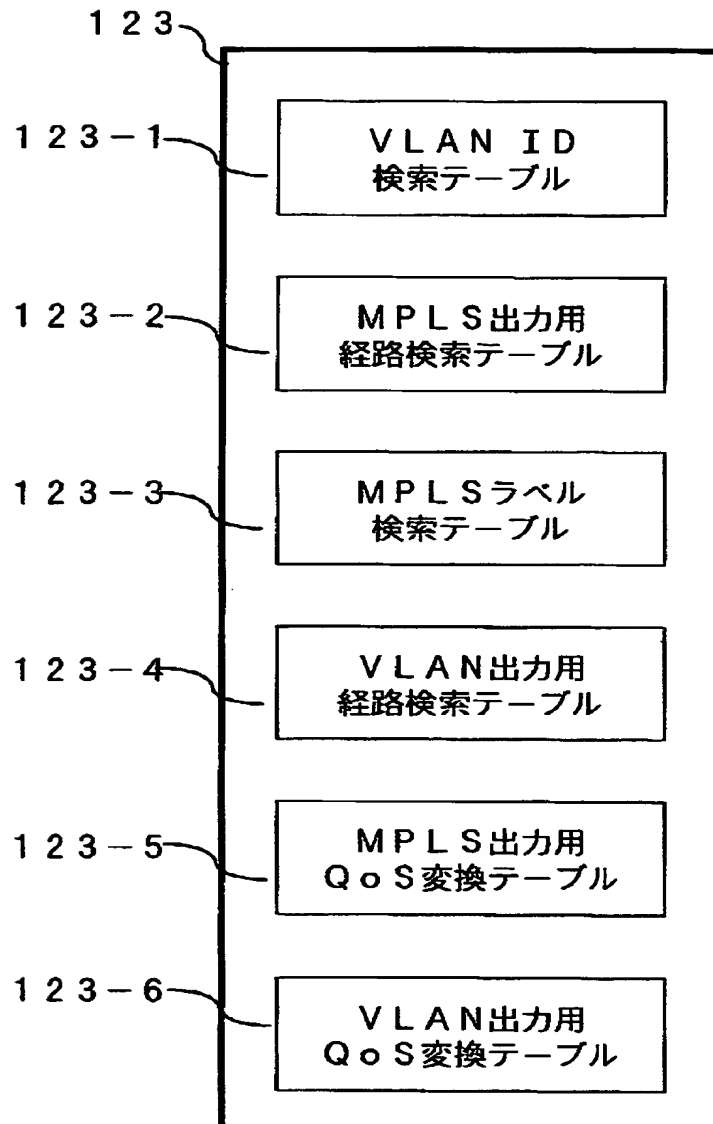 １２３
１２３-１
ＶＬＡＮ ＩＤ
検索テーブル
１２３－２
ＭＰＬＳ出力用
経路検索テーブル
１２３－３
ＭＰＬＳラベル
検索テーブル
１２３－４
ＶＬＡＮ出力用
経路検索テーブル
１２３－５
ＭＰＬＳ出力用
ＱｏＳ変換テーブル
１２３－６
ＶＬＡＮ出力用
ＱｏＳ変換テーブル